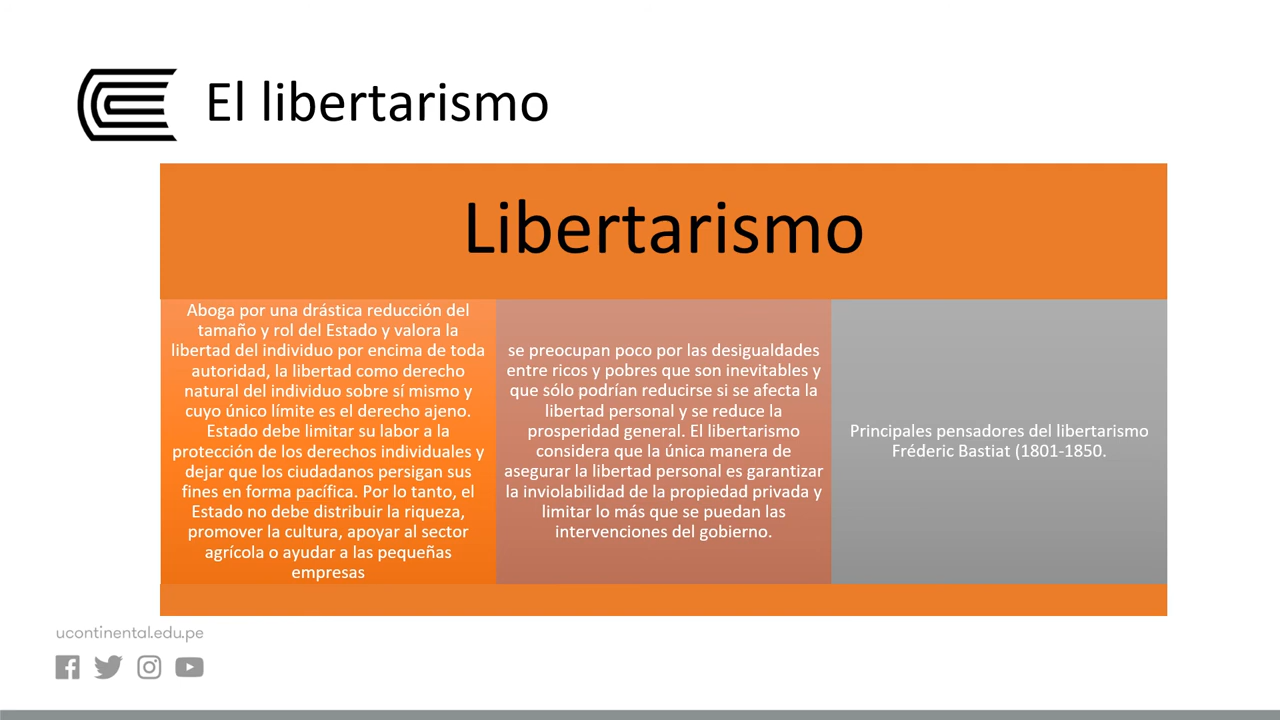 El libertarismo
Libertarismo
Aboga por una drástica reducción del
tamaño y rol del Estado y valora la
libertad del individuo por encima de toda
autoridad, la libertad como derecho
natural del individuo sobre sí mismo y
cuyo único límite es el derecho ajeno.
Estado debe limitar su labor a la
protección de los derechos individuales y
dejar que los ciudadanos persigan sus
fines en forma pacífica. Por lo tanto, el
Estado no debe distribuir la riqueza,
promover la cultura, apoyar al sector
agrícola o ayudar a las pequeñas
empresas
se preocupan poco por las desigualdades
entre ricos y pobres que son inevitables y
que sólo podrían reducirse si se afecta la
libertad personal y se reduce la
prosperidad general. El libertarismo
considera que la única manera de
asegurar la libertad personal es garantizar
la inviolabilidad de la propiedad privada y
limitar lo más que se puedan las
intervenciones del gobierno.
Principales pensadores del libertarismo
Fréderic Bastiat (1801-1850.
ucontinental.edu.pe